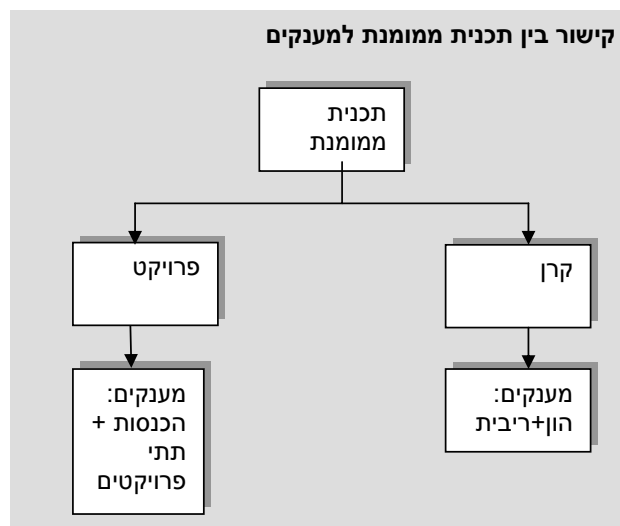 קישור בין תכנית ממומנת למענקים
תכנית
ממומנת
קרן
פרויקט
מענקים:
הון+ריבית
מענקים:
הכנסות +
תתי
פרויקטים